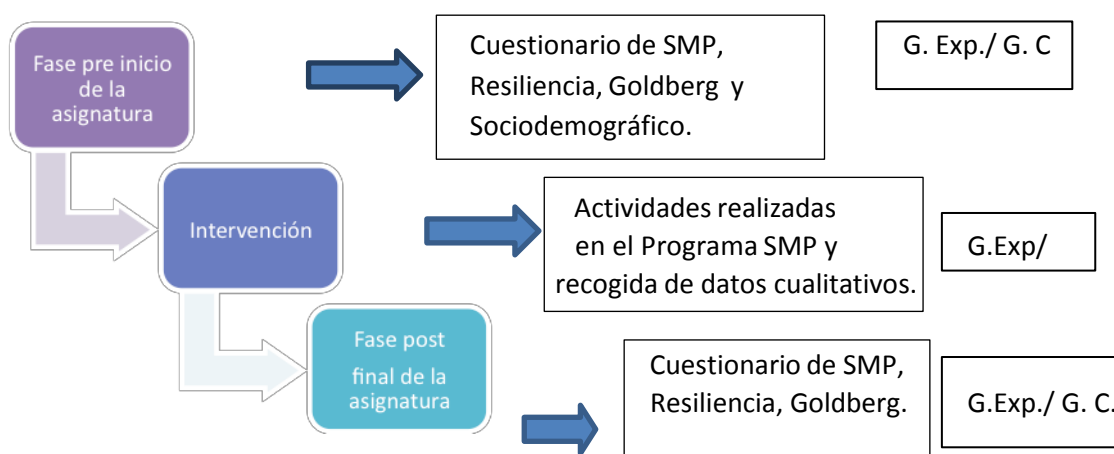 Fase pre inicio
de la
asignatura
Cuestionario de SMP,
Resiliencia, Goldberg y
Sociodemográfico.
G. Exp./ G. C
Intervención
Actividades realizadas
en el Programa SMP y
recogida de datos cualitativos.
G.Exp/
Fase post
final de la
asignatura
Cuestionario de SMP,
Resiliencia, Goldberg.
G.Exp./ G. C.